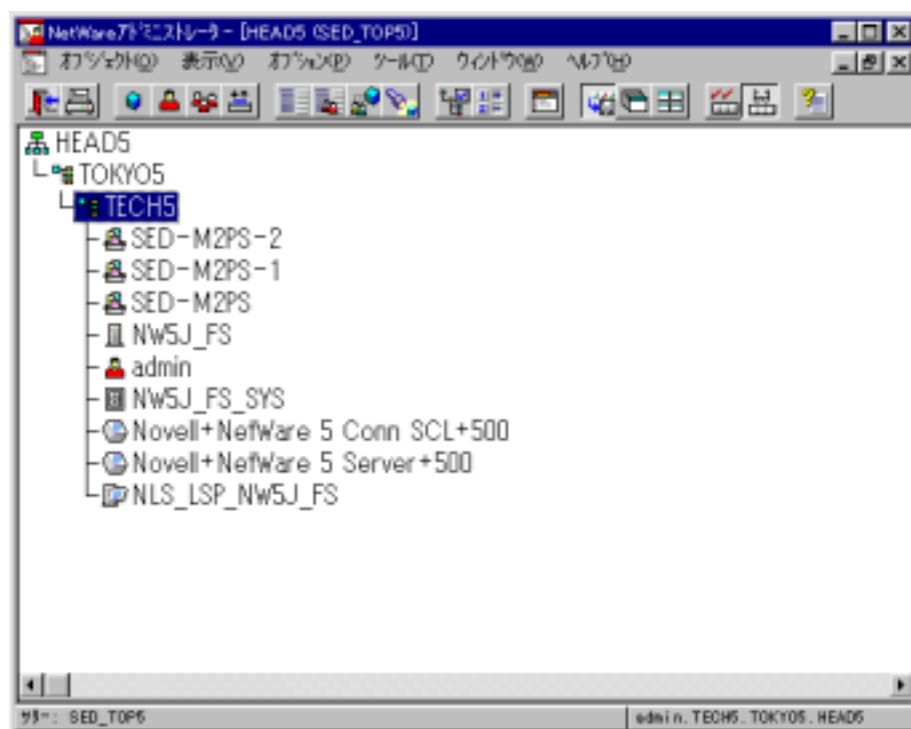 NetWareアドミニストレーター - [HEAD5 (SED_TOP5)]
オブジェクト(O) 表示(V) オプション(P) ツール(T) ウィンドウ(W) ヘルプ(H)
HEAD5
TOKYO5
TECH5
SED-M2PS-2
SED-M2PS-1
SED-M2PS
NW5J_FS
admin
NW5J_FS_SYS
Novell+NetWare 5 Conn SCL+500
Novell+NetWare 5 Server+500
NLS_LSP_NW5J_FS
ツリー: SED_TOP5 admin.TECH5.TOKYO5.HEAD5